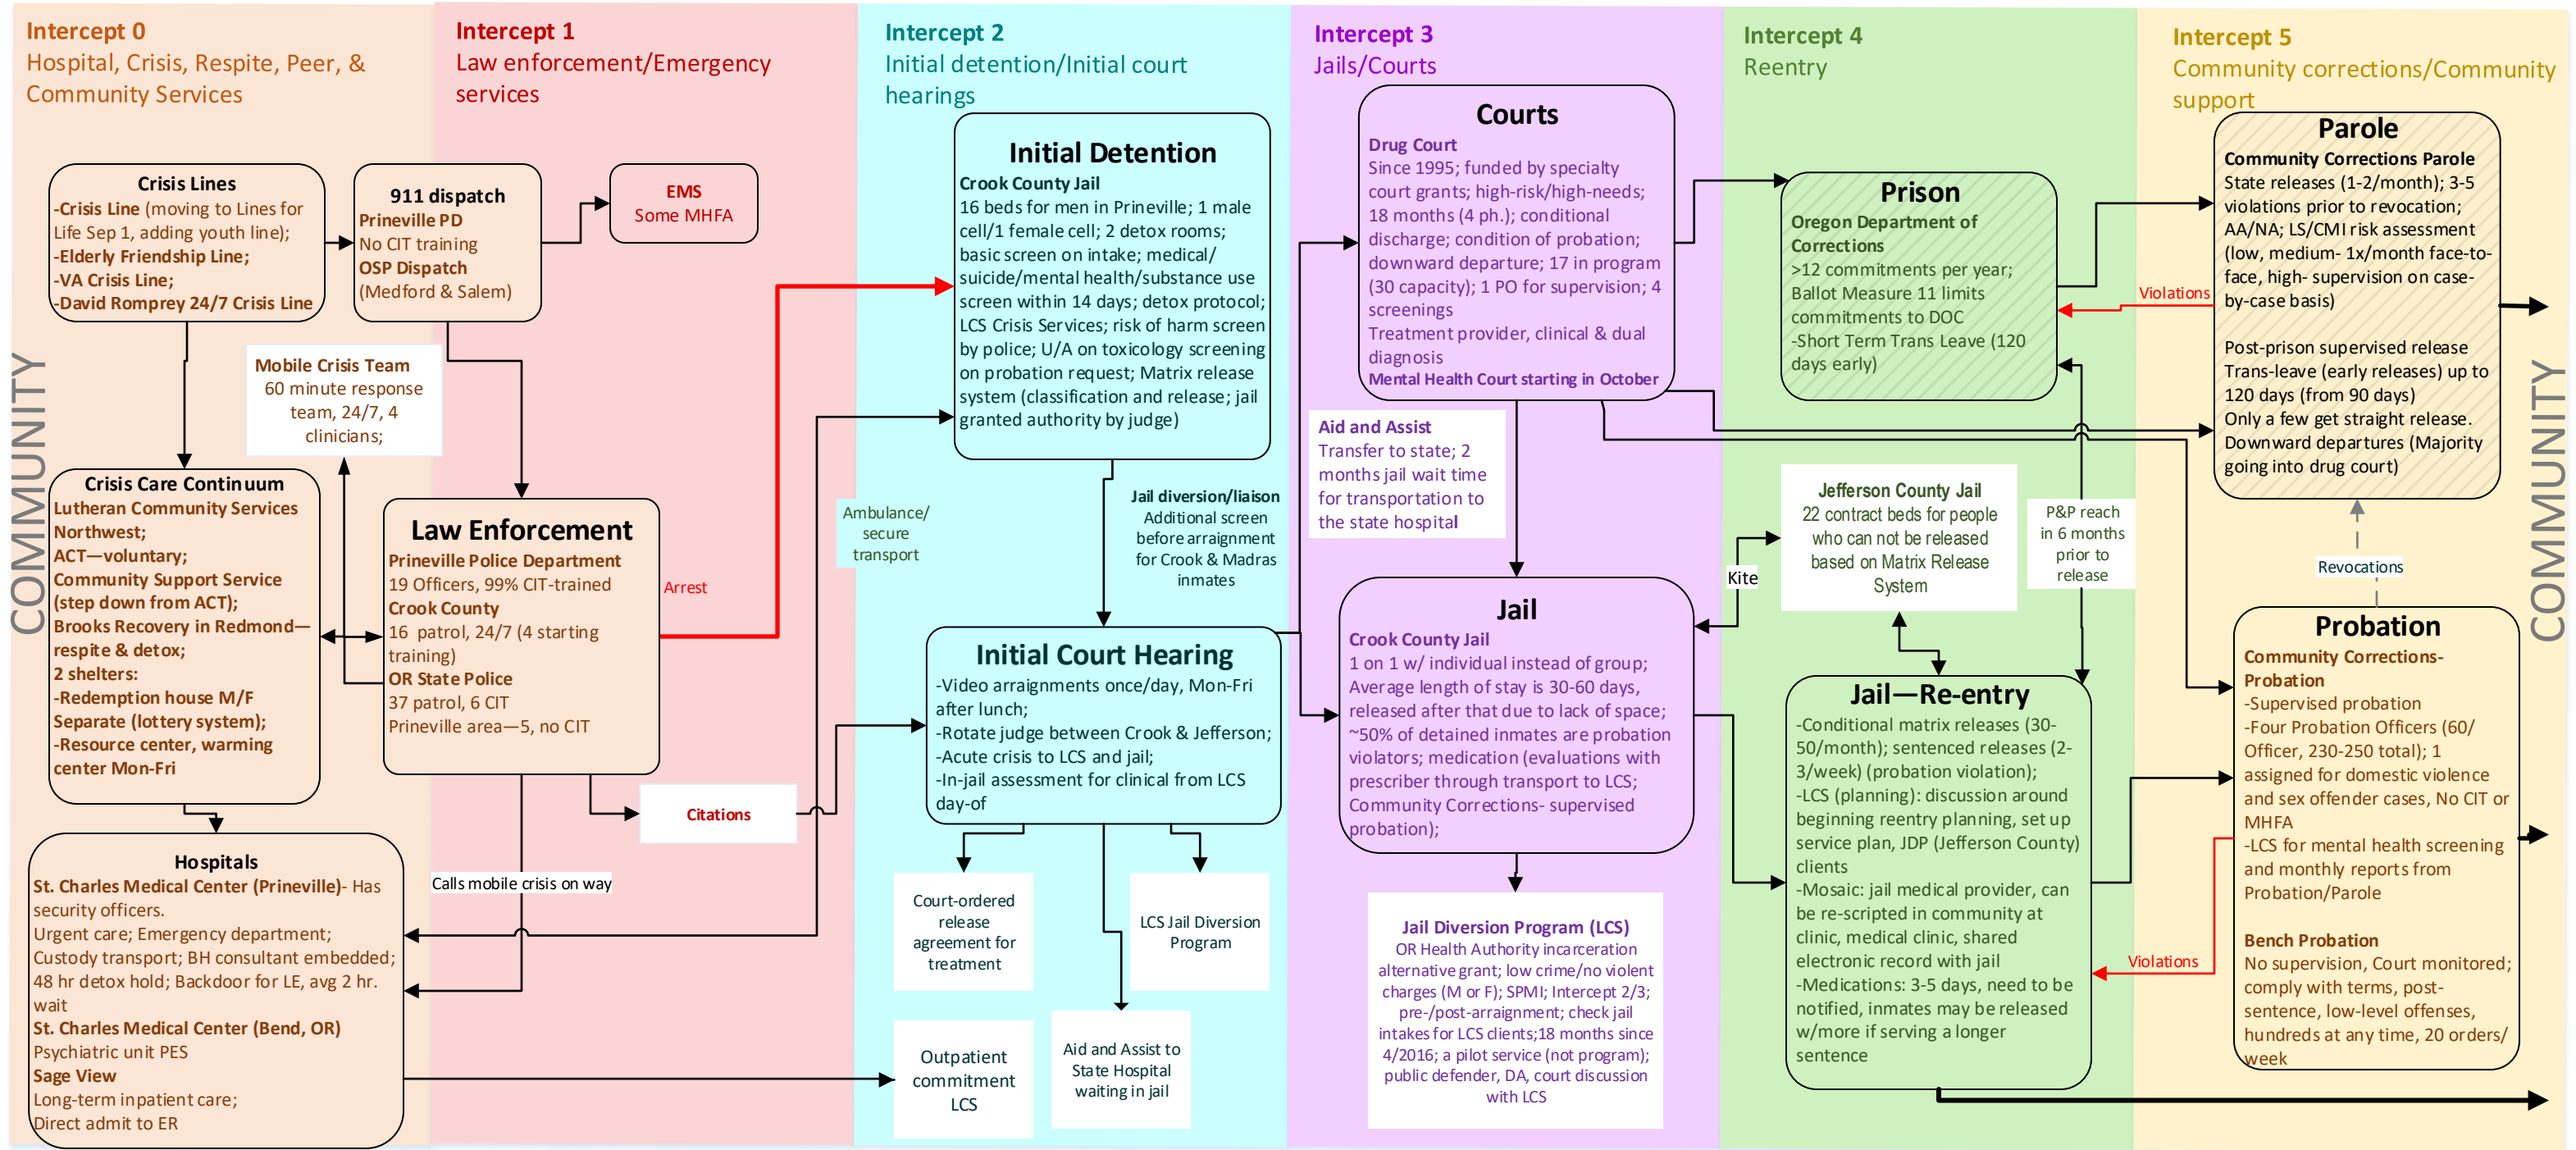 Intercept 0
Hospital, Crisis, Respite, Peer, &
Community Services
Intercept 1
Law enforcement/Emergency
services
Intercept 2
Initial detention/Initial court
hearings
Intercept 3
Jails/Courts
Intercept 4
Reentry
Intercept 5
Community corrections/Community
support
COMMUNITY
Crisis Lines
-Crisis Line (moving to Lines for
Life Sep 1, adding youth line);
-Elderly Friendship Line;
-VA Crisis Line;
-David Romprey 24/7 Crisis Line
911 dispatch
Prineville PD
No CIT training
OSP Dispatch
(Medford & Salem)
EMS
Some MHFA
Mobile Crisis Team
60 minute response
team, 24/7, 4
clinicians;
Crisis Care Continuum
Lutheran Community Services
Northwest;
ACT—voluntary;
Community Support Service
(step down from ACT);
Brooks Recovery in Redmond—
respite & detox;
2 shelters:
-Redemption house M/F
Separate (lottery system);
-Resource center, warming
center Mon-Fri
Law Enforcement
Prineville Police Department
19 Officers, 99% CIT-trained
Crook County
16 patrol, 24/7 (4 starting
training)
OR State Police
37 patrol, 6 CIT
Prineville area—5, no CIT
Arrest
Citations
Calls mobile crisis on way
Hospitals
St. Charles Medical Center (Prineville)- Has
security officers.
Urgent care; Emergency department;
Custody transport; BH consultant embedded;
48 hr detox hold; Backdoor for LE, avg 2 hr.
wait
St. Charles Medical Center (Bend, OR)
Psychiatric unit PES
Sage View
Long-term inpatient care;
Direct admit to ER
Initial Detention
Crook County Jail
16 beds for men in Prineville; 1 male
cell/1 female cell; 2 detox rooms;
basic screen on intake; medical/
suicide/mental health/substance use
screen within 14 days; detox protocol;
LCS Crisis Services; risk of harm screen
by police; U/A on toxicology screening
on probation request; Matrix release
system (classification and release; jail
granted authority by judge)
Ambulance/
secure
transport
Jail diversion/liaison
Additional screen
before arraignment
for Crook & Madras
inmates
Initial Court Hearing
-Video arraignments once/day, Mon-Fri
after lunch;
-Rotate judge between Crook & Jefferson;
-Acute crisis to LCS and jail;
-In-jail assessment for clinical from LCS
day-of
Court-ordered
release
agreement for
treatment
LCS Jail Diversion
Program
Outpatient
commitment
LCS
Aid and Assist to
State Hospital
waiting in jail
Courts
Drug Court
Since 1995; funded by specialty
court grants; high-risk/high-needs;
18 months (4 ph.); conditional
discharge; condition of probation;
downward departure; 17 in program
(30 capacity); 1 PO for supervision; 4
screenings
Treatment provider, clinical & dual
diagnosis
Mental Health Court starting in October
Aid and Assist
Transfer to state; 2
months jail wait time
for transportation to
the state hospital
Jail
Crook County Jail
1 on 1 w/ individual instead of group;
Average length of stay is 30-60 days,
released after that due to lack of space;
~50% of detained inmates are probation
violators; medication (evaluations with
prescriber through transport to LCS;
Community Corrections- supervised
probation);
Jail Diversion Program (LCS)
OR Health Authority incarceration
alternative grant; low crime/no violent
charges (M or F); SPMI; Intercept 2/3;
pre-/post-arraignment; check jail
intakes for LCS clients;18 months since
4/2016; a pilot service (not program);
public defender, DA, court discussion
with LCS
Prison
Oregon Department of
Corrections
>12 commitments per year;
Ballot Measure 11 limits
commitments to DOC
-Short Term Trans Leave (120
days early)
Kite
Jefferson County Jail
22 contract beds for people
who can not be released
based on Matrix Release
System
P&P reach
in 6 months
prior to
release
Jail—Re-entry
-Conditional matrix releases (30-
50/month); sentenced releases (2-
3/week) (probation violation);
-LCS (planning): discussion around
beginning reentry planning, set up
service plan, JDP (Jefferson County)
clients
-Mosaic: jail medical provider, can
be re-scripted in community at
clinic, medical clinic, shared
electronic record with jail
-Medications: 3-5 days, need to be
notified, inmates may be released
w/more if serving a longer
sentence
Parole
Community Corrections Parole
State releases (1-2/month); 3-5
violations prior to revocation;
AA/NA; LS/CMI risk assessment
(low, medium- 1x/month face-to-
face, high- supervision on case-
by-case basis)
Post-prison supervised release
Trans-leave (early releases) up to
120 days (from 90 days)
Only a few get straight release.
Downward departures (Majority
going into drug court)
Violations
Revocations
Probation
Community Corrections-
Probation
-Supervised probation
-Four Probation Officers (60/
Officer, 230-250 total); 1
assigned for domestic violence
and sex offender cases, No CIT or
MHFA
-LCS for mental health screening
and monthly reports from
Probation/Parole
Bench Probation
No supervision, Court monitored;
comply with terms, post-
sentence, low-level offenses,
hundreds at any time, 20 orders/
week
Violations
COMMUNITY